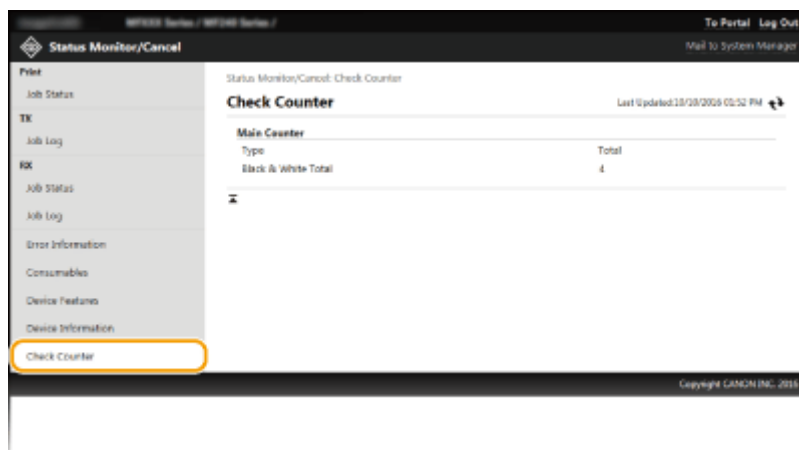 MF240 Series /
To Portal Log Out
Status Monitor/Cancel
Mail to System Manager
Print
Job Status
TX
Job Log
RX
Job Status
Job Log
Error Information
Consumables
Device Features
Device Information
Check Counter
Status Monitor/Cancel: Check Counter
Check Counter
Last Updated:10/10/2016 01:52 PM
Main Counter
Type Total
Black & White Total 4
Copyright CANON INC. 2016